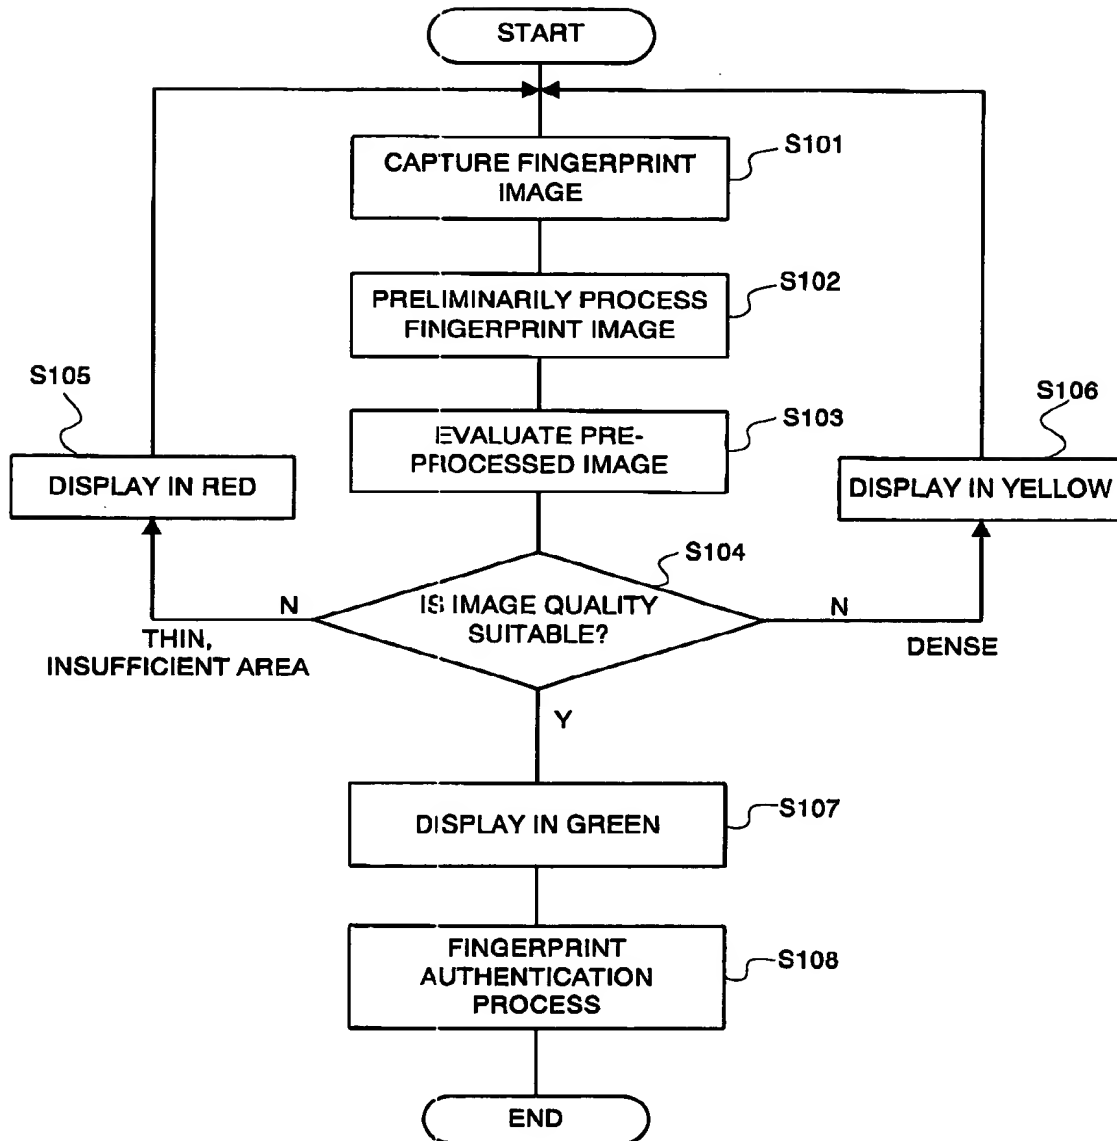 START
CAPTURE FINGERPRINT
IMAGE
S101
PRELIMINARILY PROCESS
FINGERPRINT IMAGE
S102
EVALUATE PRE-
PROCESSED IMAGE
S103
S105
DISPLAY IN RED
S106
DISPLAY IN YELLOW
S104
IS IMAGE QUALITY
SUITABLE?
N
THIN,
INSUFFICIENT AREA
N
DENSE
Y
DISPLAY IN GREEN
S107
FINGERPRINT
AUTHENTICATION
PROCESS
S108
END